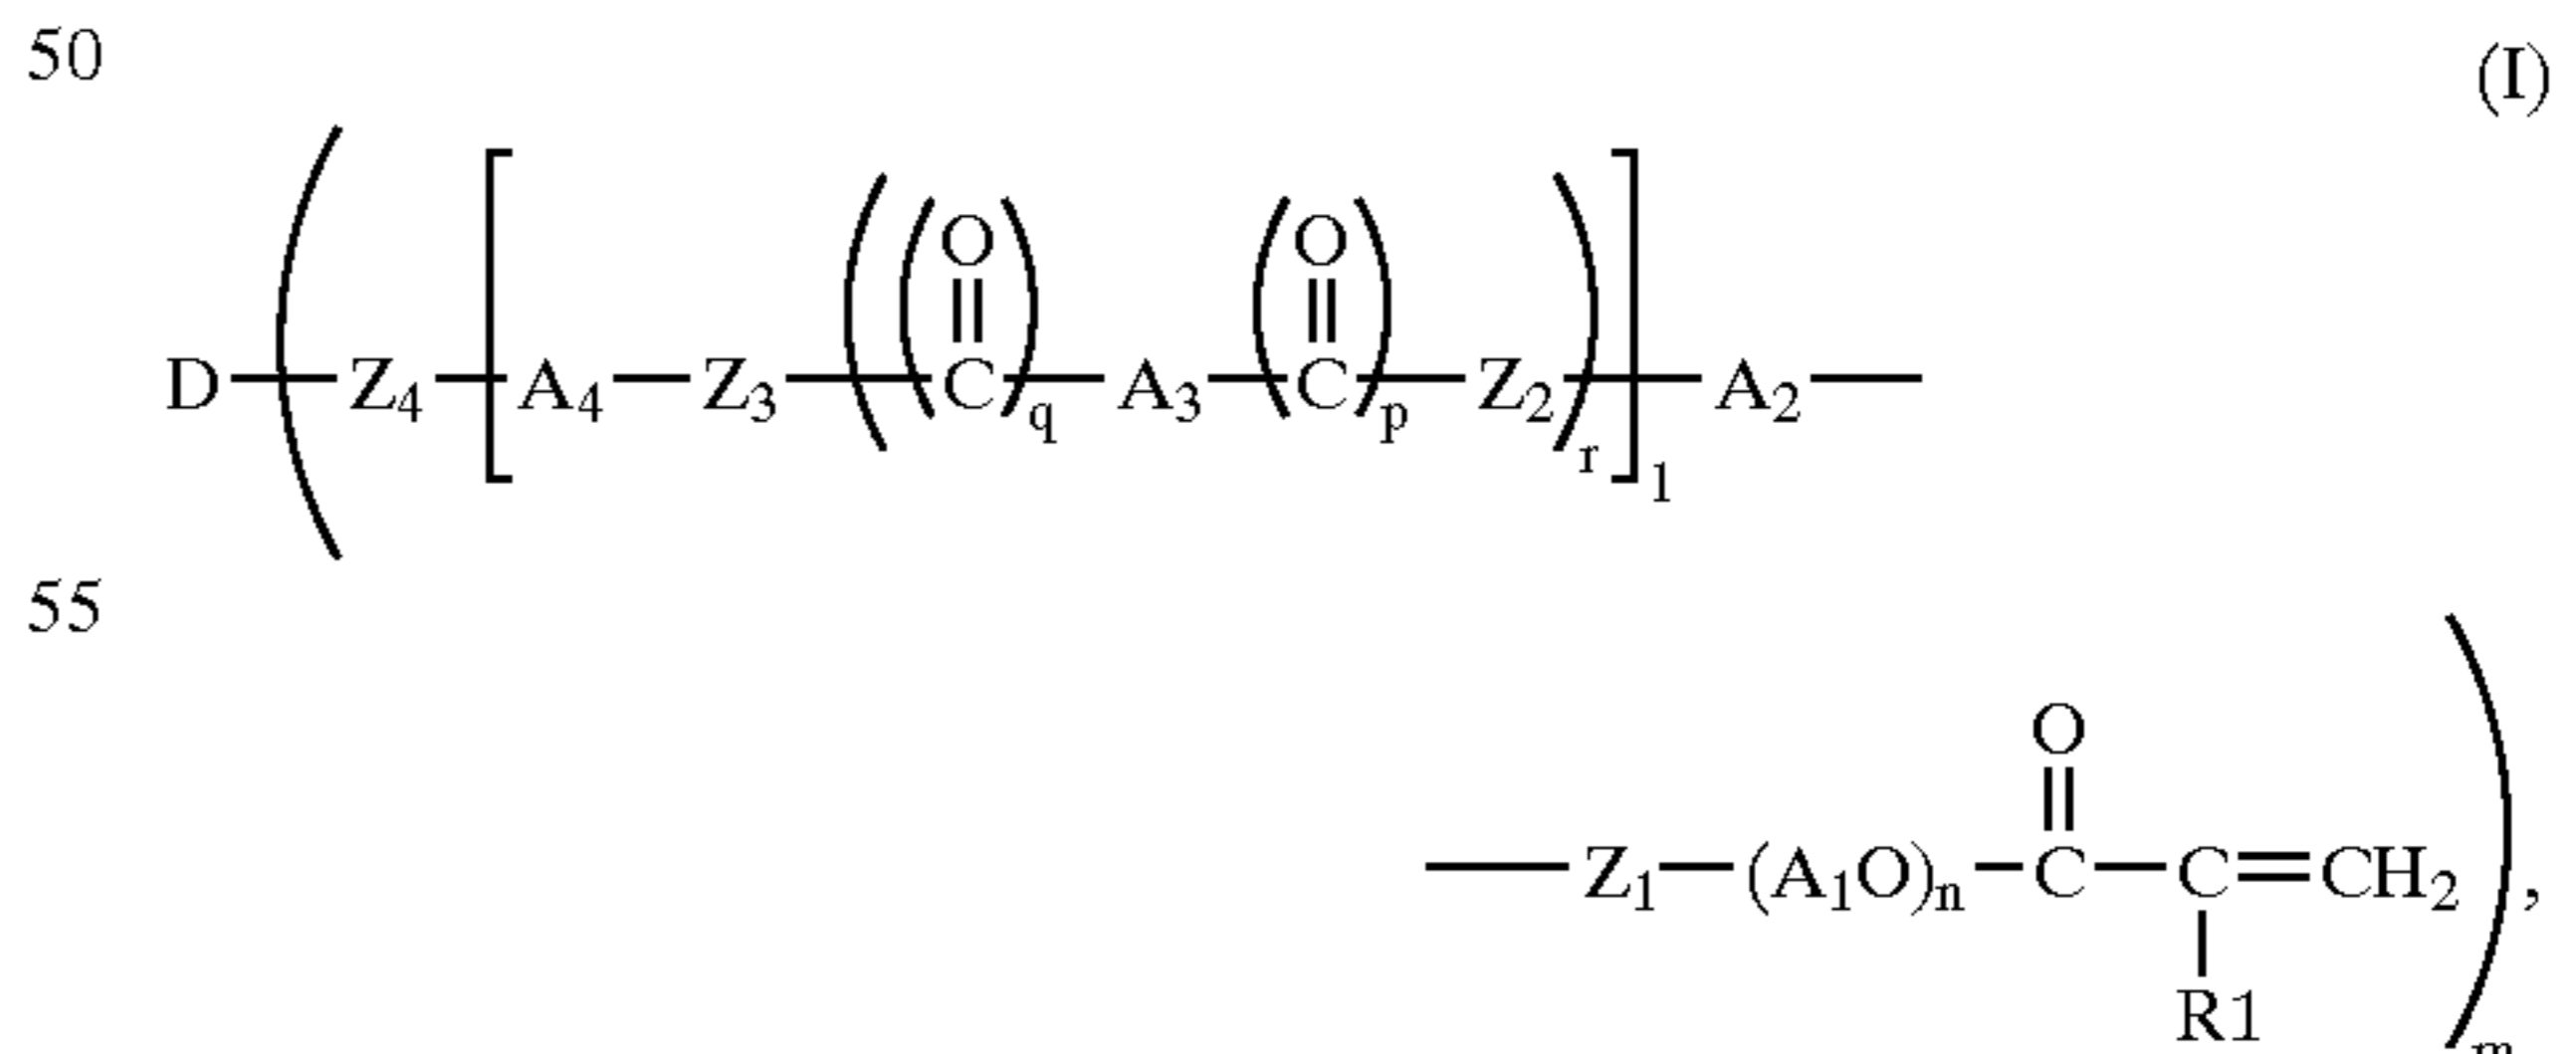 50 (I)
D—( Z₄—[ A₄—Z₃—( (C(=O))q—A₃—(C(=O))p—Z₂ )r ]₁—A₂—
55
—Z₁—(A₁O)n—C(=O)—C(R1)=CH₂ )m,